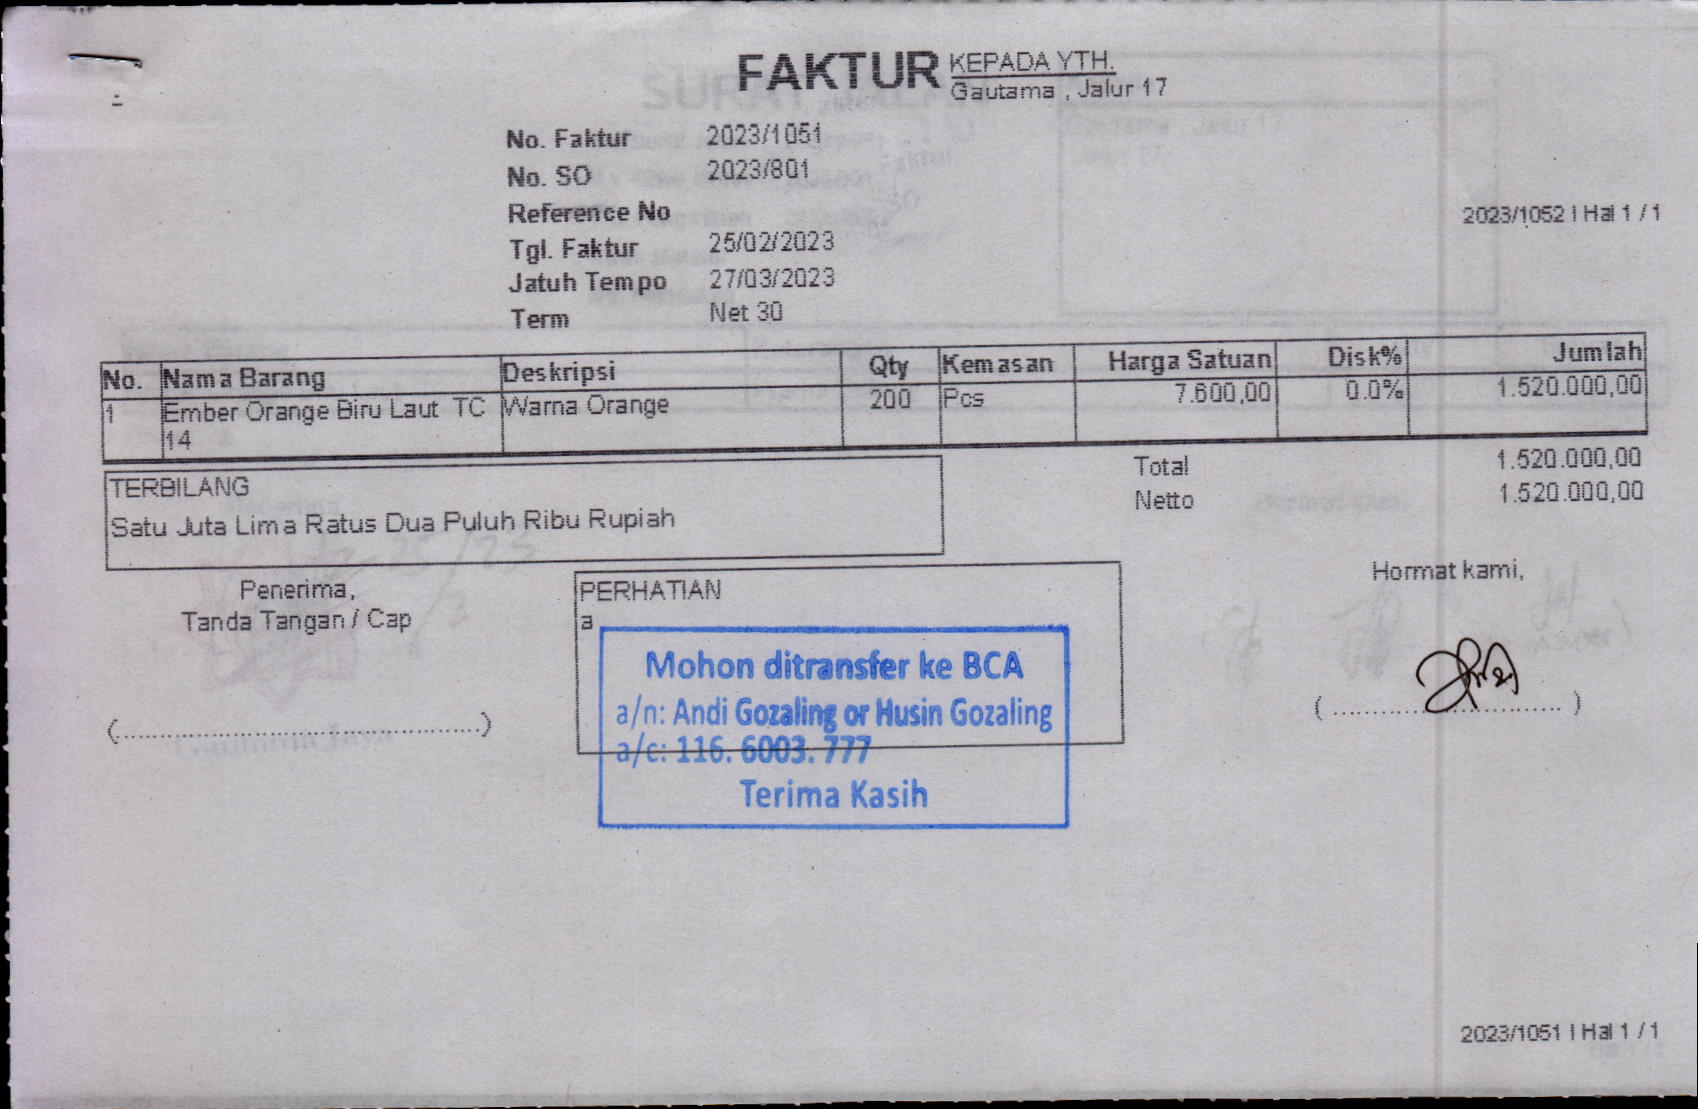 FAKTUR
KEPADA YTH.
Gautama , Jalur 17
No. Faktur 2023/1051
No. SO 2023/801
Reference No
Tgl. Faktur 25/02/2023
Jatuh Tempo 27/03/2023
Term Net 30
2023/1052 | Hal 1 / 1
No. Nama Barang Deskripsi Qty Kemasan Harga Satuan Disk% Jumlah
1 Ember Orange Biru Laut TC Warna Orange 200 Pcs 7.600,00 0.0% 1.520.000,00
14
Total 1.520.000,00
Netto 1.520.000,00
TERBILANG
Satu Juta Lima Ratus Dua Puluh Ribu Rupiah
Penerima,
Tanda Tangan / Cap
(..................................................)
PERHATIAN
a
Mohon ditransfer ke BCA
a/n: Andi Gozaling or Husin Gozaling
a/c: 116. 6003. 777
Terima Kasih
Hormat kami,
( ................................ )
2023/1051 | Hal 1 / 1